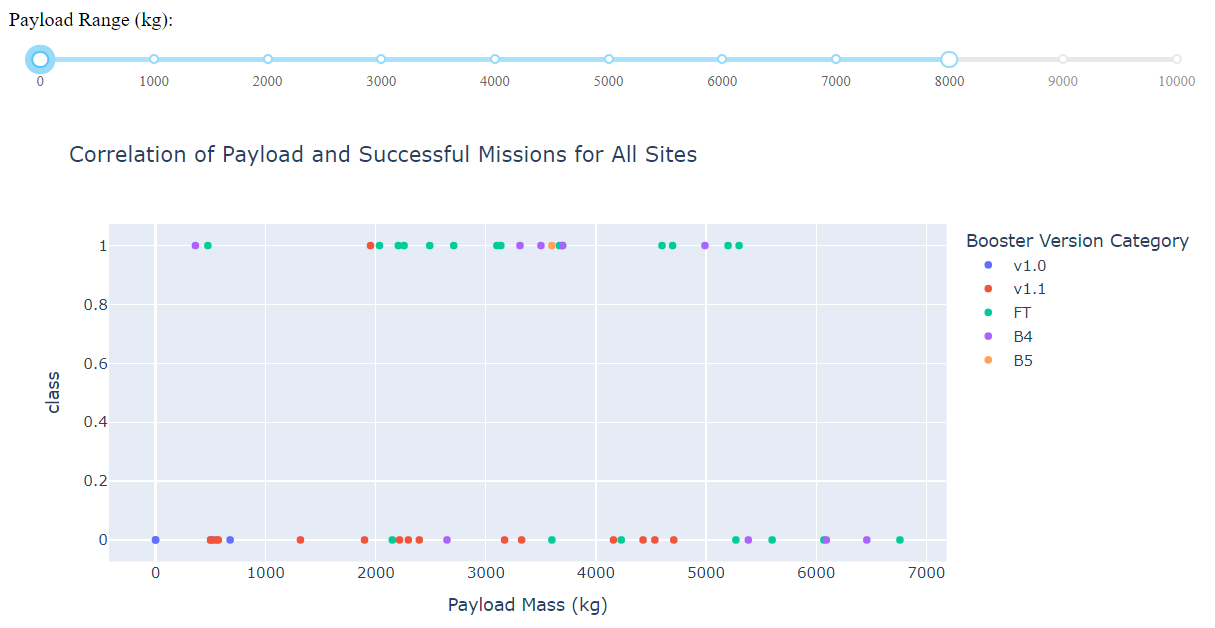 Payload Range (kg):
0 1000 2000 3000 4000 5000 6000 7000 8000 9000 10000
Correlation of Payload and Successful Missions for All Sites
Booster Version Category
v1.0
v1.1
FT
B4
B5
class
1
0.8
0.6
0.4
0.2
0
0 1000 2000 3000 4000 5000 6000 7000
Payload Mass (kg)